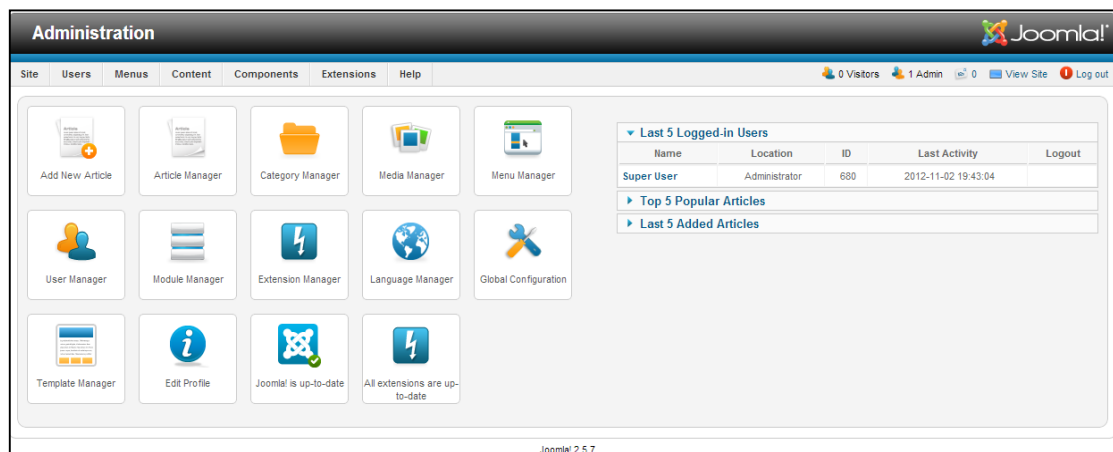 Administration
Joomla!
Site Users Menus Content Components Extensions Help
0 Visitors 1 Admin 0 View Site Log out
Add New Article
Article Manager
Category Manager
Media Manager
Menu Manager
User Manager
Module Manager
Extension Manager
Language Manager
Global Configuration
Template Manager
Edit Profile
Joomla! is up-to-date
All extensions are up-
to-date
Last 5 Logged-in Users
Name Location ID Last Activity Logout
Super User Administrator 680 2012-11-02 19:43:04
Top 5 Popular Articles
Last 5 Added Articles
Joomla! 2.5.7